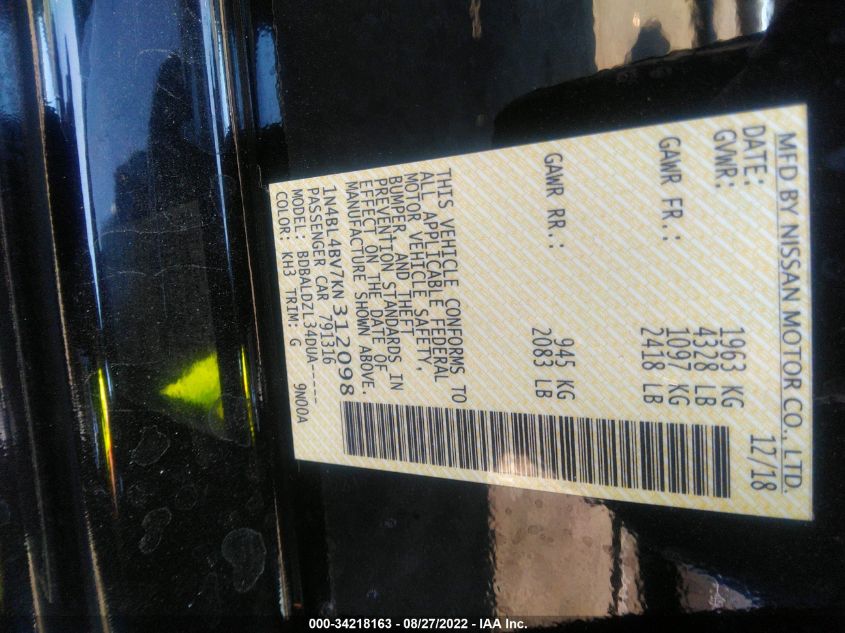 MFD BY NISSAN MOTOR CO., LTD.
DATE: 12/18
GVWR: 1963 KG
4328 LB
GAWR FR.: 1097 KG
2418 LB
GAWR RR.: 945 KG
2083 LB
THIS VEHICLE CONFORMS TO
ALL APPLICABLE FEDERAL
MOTOR VEHICLE SAFETY,
BUMPER, AND THEFT
PREVENTION STANDARDS IN
EFFECT ON THE DATE OF
MANUFACTURE SHOWN ABOVE.
1N4BL4BV7KN312098
PASSENGER CAR 791316
MODEL: BDBALDZL34DUA-----
COLOR: KH3 TRIM: G 9N00A
000-34218163 - 08/27/2022 - IAA Inc.